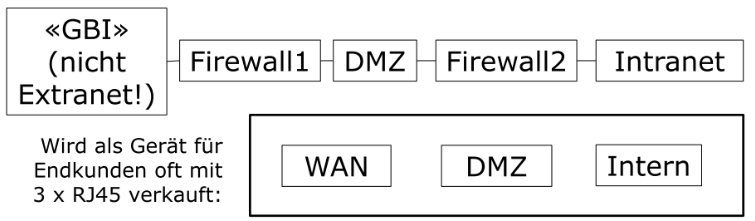 «GBI»
(nicht
Extranet!)
Firewall1
DMZ
Firewall2
Intranet
Wird als Gerät für
Endkunden oft mit
3 x RJ45 verkauft:
WAN
DMZ
Intern